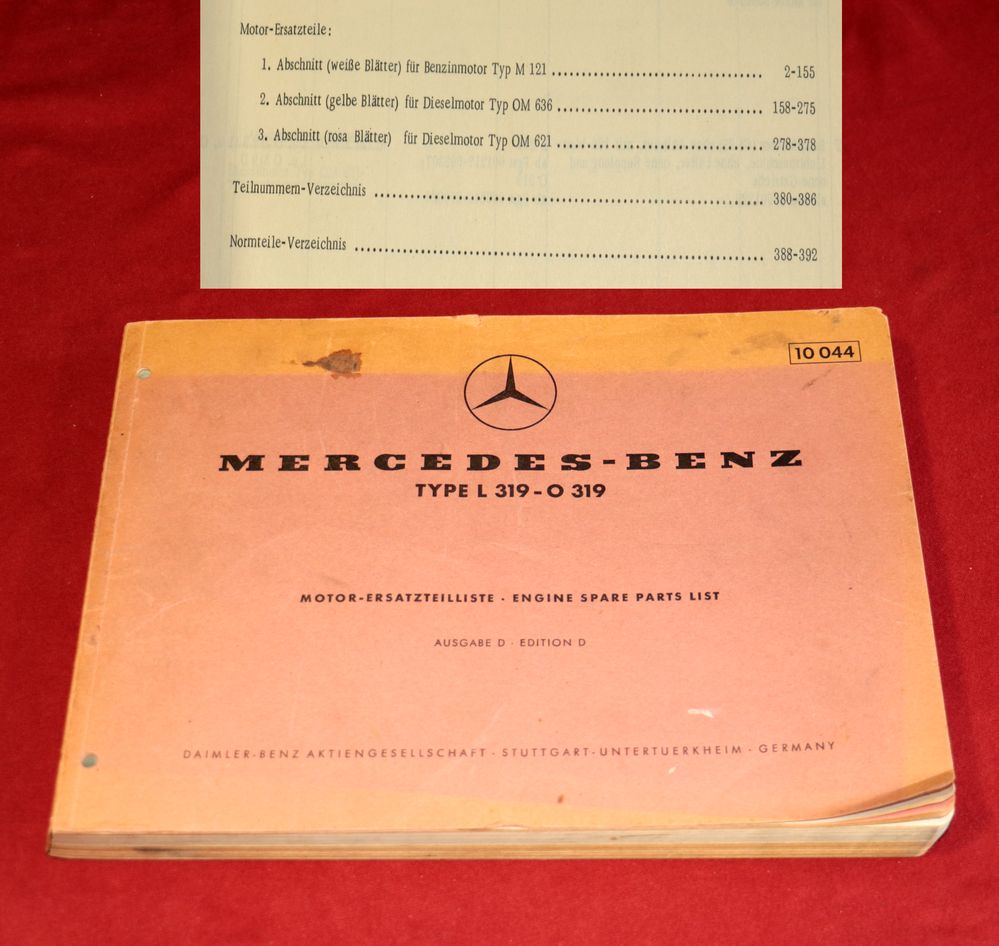 Motor-Ersatzteile:
1. Abschnitt (weiße Blätter) für Benzinmotor Typ M 121 ........................................ 2-155
2. Abschnitt (gelbe Blätter) für Dieselmotor Typ OM 636 ........................................ 158-275
3. Abschnitt (rosa Blätter) für Dieselmotor Typ OM 621 ........................................ 278-378
Teilnummern-Verzeichnis ........................................ 380-386
Normteile-Verzeichnis ........................................ 388-392
10 044
MERCEDES-BENZ
TYPE L 319 - O 319
MOTOR-ERSATZTEILLISTE · ENGINE SPARE PARTS LIST
AUSGABE D · EDITION D
DAIMLER-BENZ AKTIENGESELLSCHAFT · STUTTGART-UNTERTUERKHEIM · GERMANY